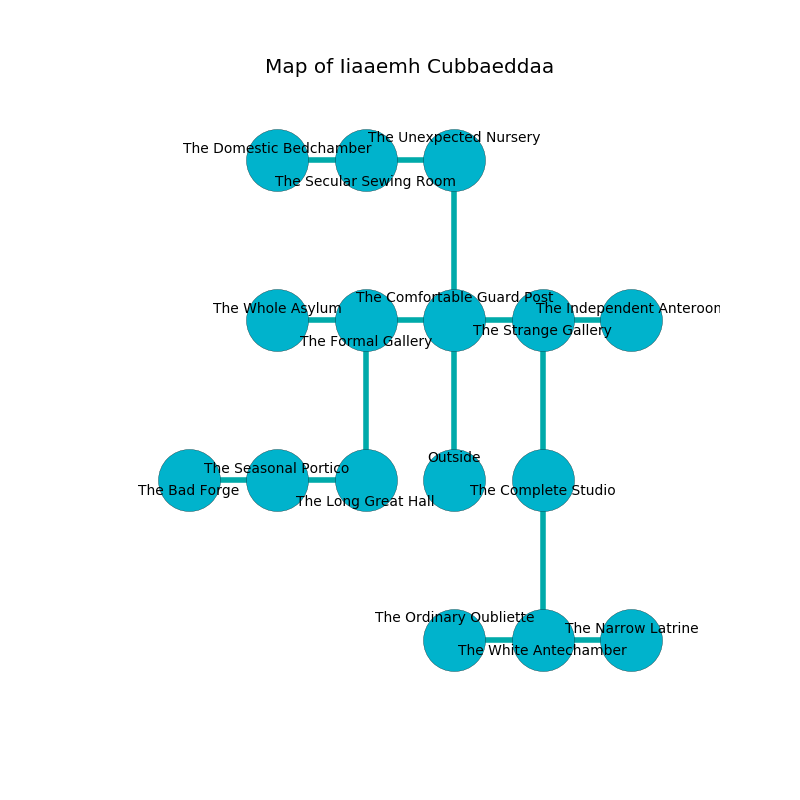 Map of Iiaaemh Cubbaeddaa
The Unexpected Nursery
The Domestic Bedchamber
The Secular Sewing Room
The Comfortable Guard Post
The Whole Asylum
The Independent Anteroon
The Strange Gallery
The Formal Gallery
Outside
The Seasonal Portico
The Bad Forge
The Complete Studio
The Long Great Hall
The Ordinary Oubliette
The Narrow Latrine
The White Antechamber